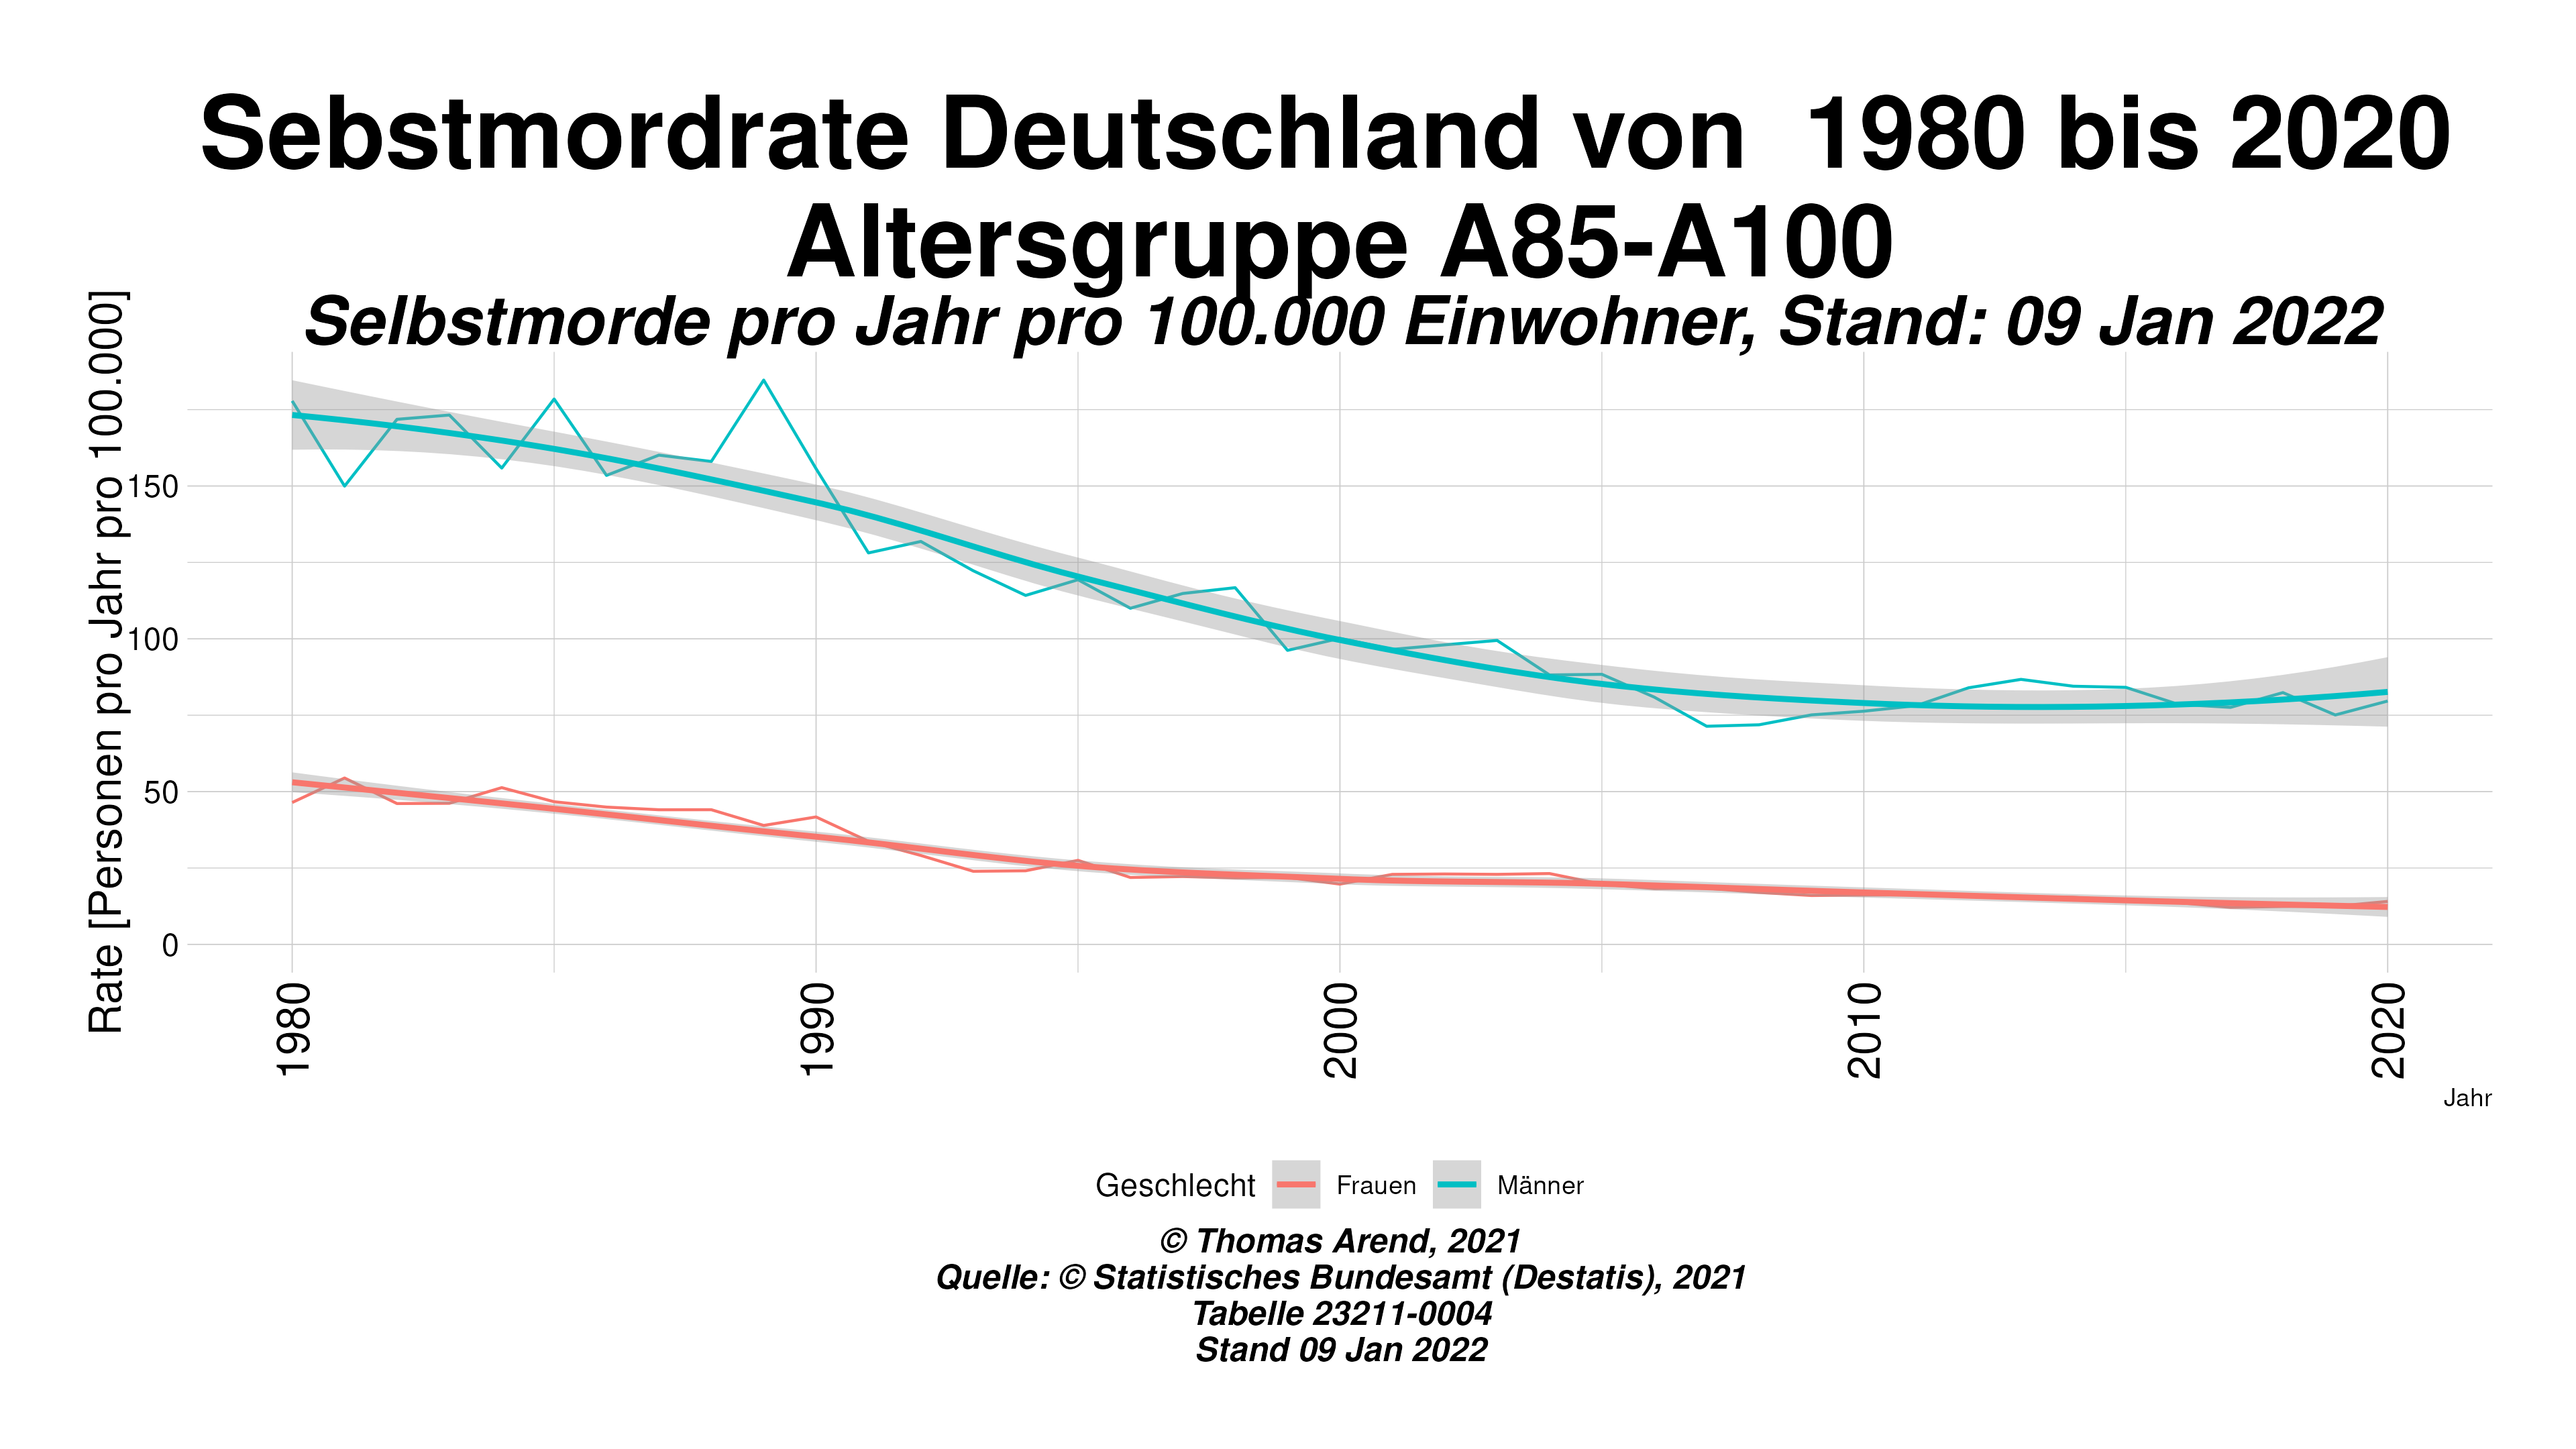 Sebstmordrate Deutschland von  1980 bis 2020
Altersgruppe A85-A100
Selbstmorde pro Jahr pro 100.000 Einwohner, Stand: 09 Jan 2022
Rate [Personen pro Jahr pro 100.000]
150
100
50
0
1980
1990
2000
2010
2020
Jahr
Geschlecht Frauen Männer
© Thomas Arend, 2021
Quelle: © Statistisches Bundesamt (Destatis), 2021
Tabelle 23211-0004
Stand 09 Jan 2022